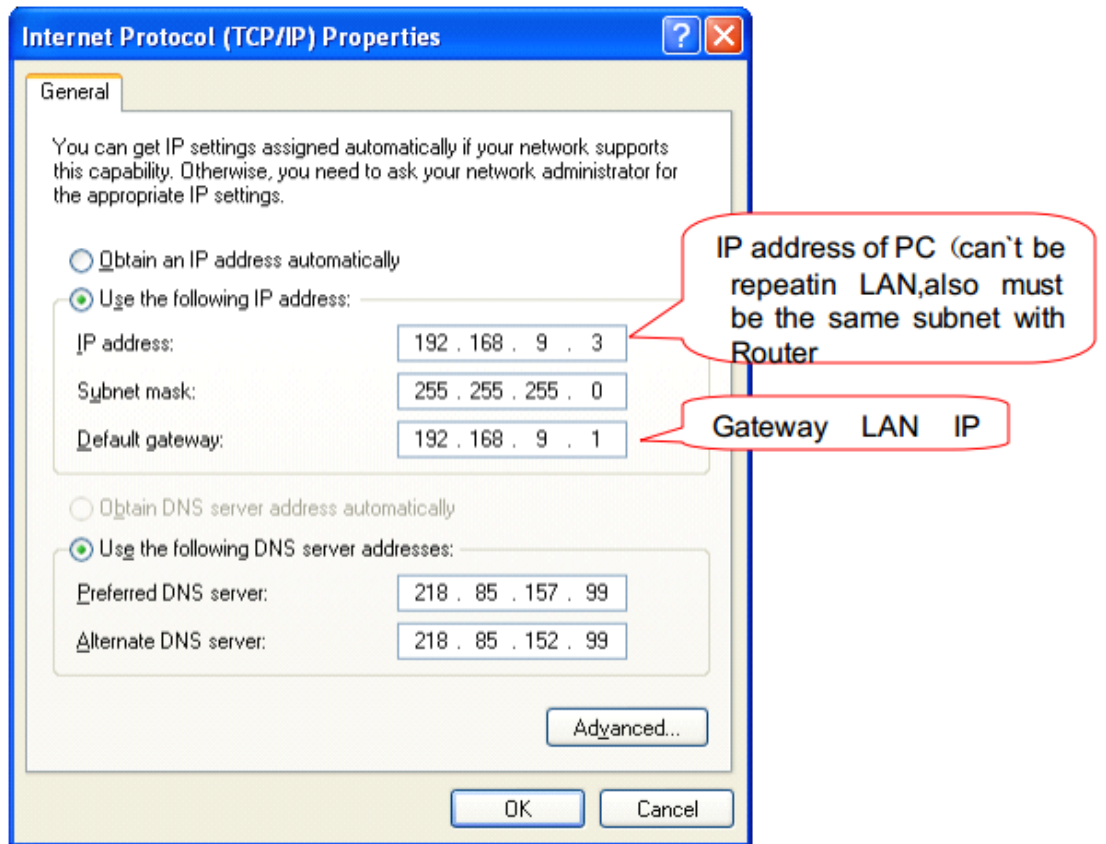 Internet Protocol (TCP/IP) Properties
General
You can get IP settings assigned automatically if your network supports
this capability. Otherwise, you need to ask your network administrator for
the appropriate IP settings.
Obtain an IP address automatically
Use the following IP address:
IP address: 192 . 168 . 9 . 3
Subnet mask: 255 . 255 . 255 . 0
Default gateway: 192 . 168 . 9 . 1
IP address of PC（can`t be
repeatin LAN,also must
be the same subnet with
Router
Gateway LAN IP
Obtain DNS server address automatically
Use the following DNS server addresses:
Preferred DNS server: 218 . 85 . 157 . 99
Alternate DNS server: 218 . 85 . 152 . 99
Advanced...
OK Cancel